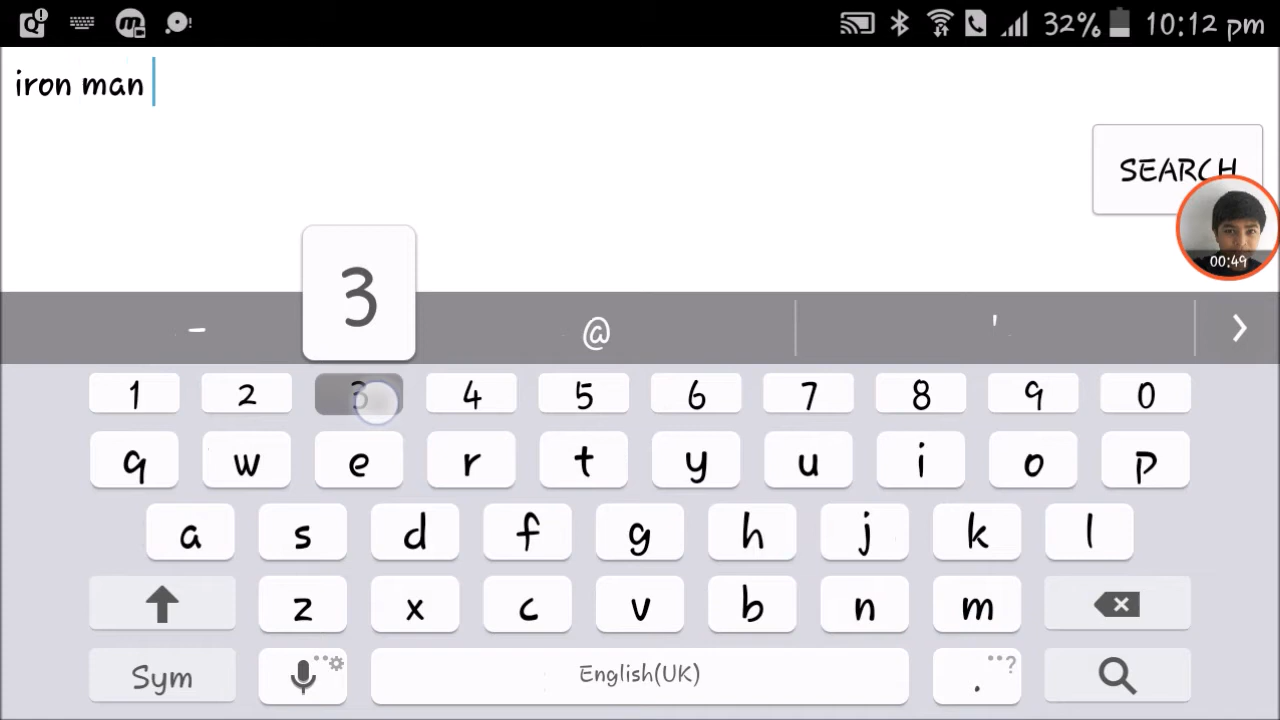 32% 10:12 pm
iron man
SEARCH
00:49
3
- @ '
1 2 3 4 5 6 7 8 9 0
q w e r t y u i o p
a s d f g h j k l
z x c v b n m
Sym English(UK) . ?